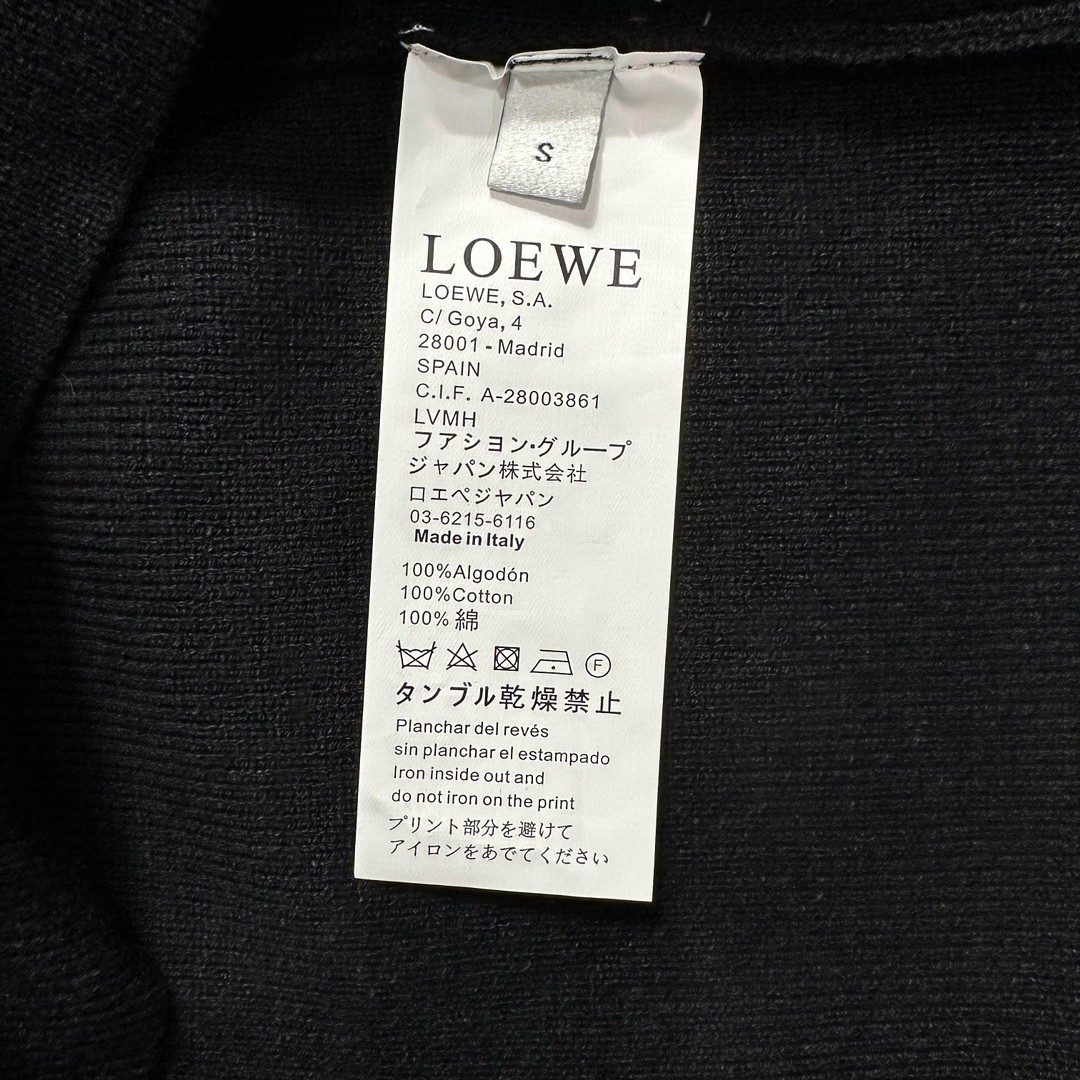 S
LOEWE
LOEWE, S.A.
C/ Goya, 4
28001 - Madrid
SPAIN
C.I.F. A-28003861
LVMH
フアション·グループ
ジャパン株式会社
ロエペジヤパン
03-6215-6116
Made in Italy
100%Algodón
100%Cotton
100% 綿
F
タンブル乾燥禁止
Planchar del revés
sin planchar el estampado
Iron inside out and
do not iron on the print
プリント部分を避けて
アイロンをあでてください